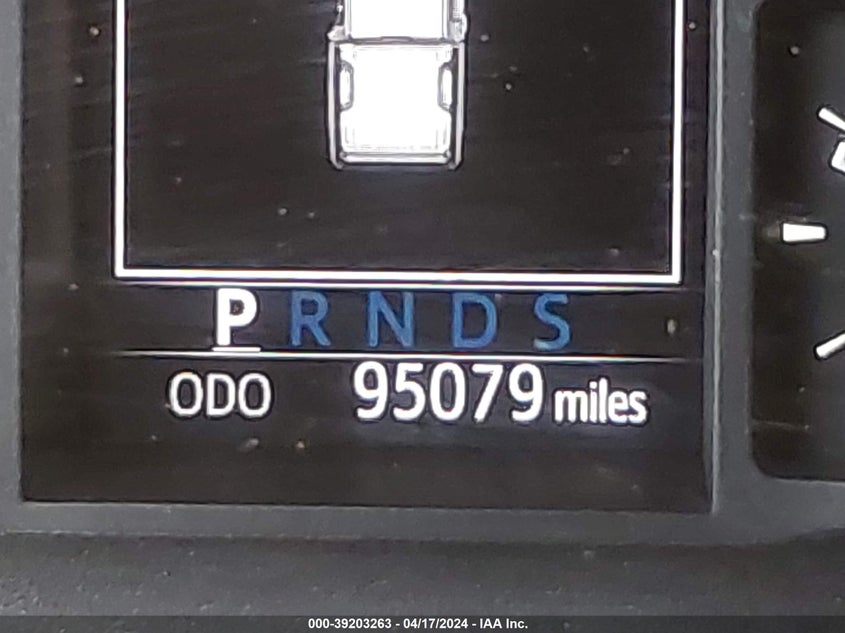 P R N D S
ODO 95079 miles
000-39203263 - 04/17/2024 - IAA Inc.